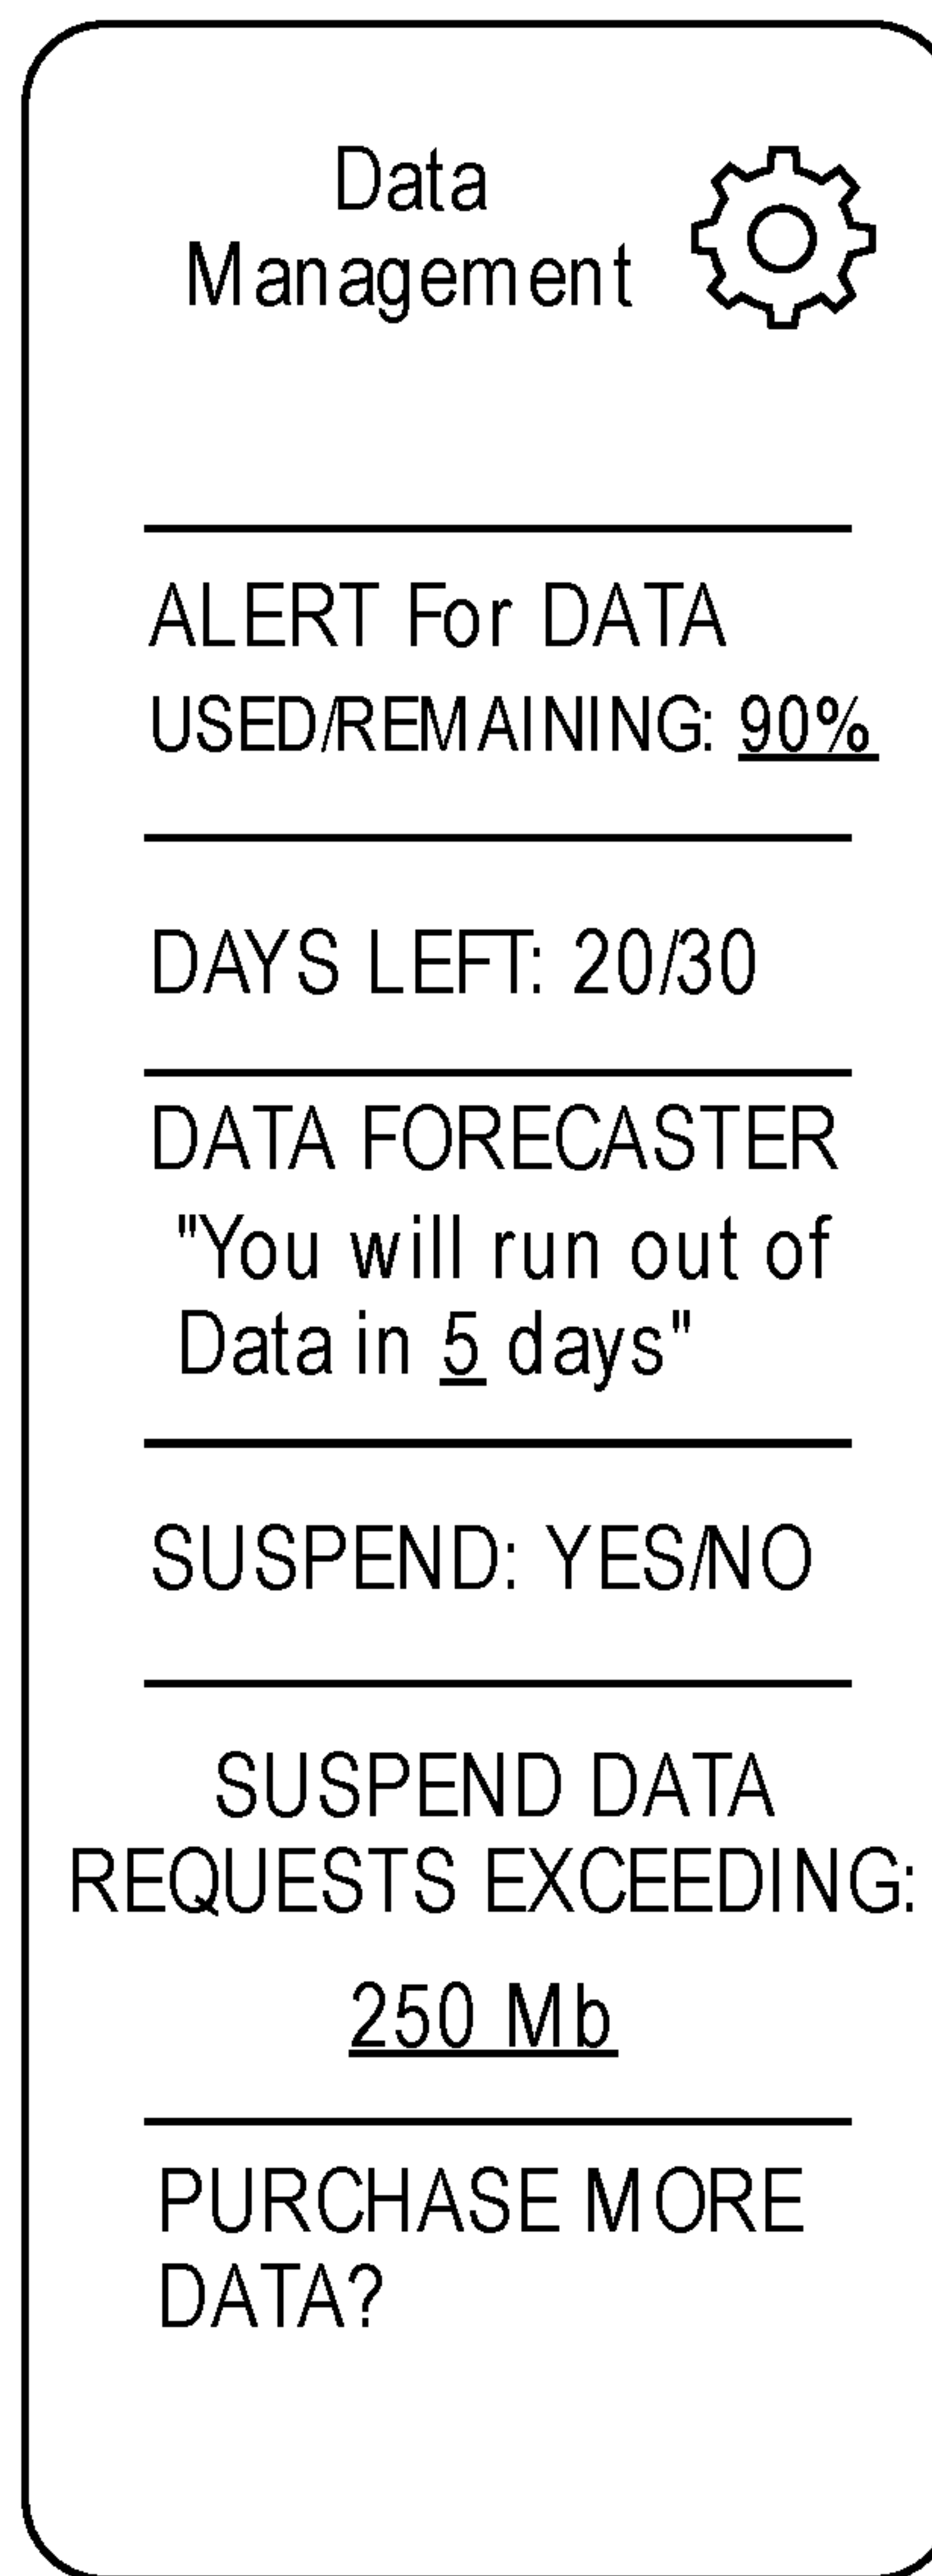 Data
Management
ALERT For DATA
USED/REMAINING: 90%
DAYS LEFT: 20/30
DATA FORECASTER
"You will run out of
Data in 5 days"
SUSPEND: YES/NO
SUSPEND DATA
REQUESTS EXCEEDING:
250 Mb
PURCHASE MORE
DATA?